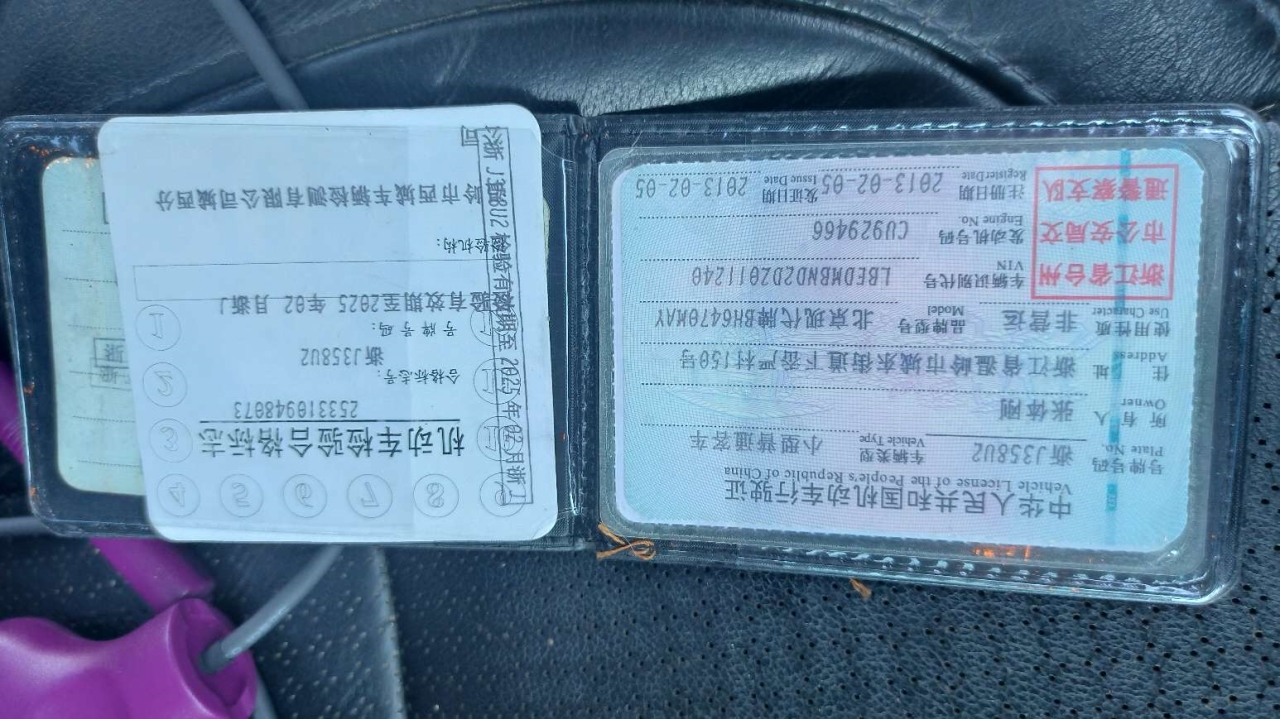 中华人民共和国机动车行驶证
Vehicle License of the People's Republic of China
号牌号码 浙J358U2 车辆类型 小型普通客车
Plate No. Vehicle Type
所有人 张体刚
Owner
住址 浙江省温岭市城东街道下岙严村150号
Address
使用性质 非营运 品牌型号 北京现代牌BH6470MAY
Use Character Model
浙江省台州
市公安局交
通警察支队
车辆识别代号 LBEDMBND2DZ011240
VIN
发动机号码 CU929466
Engine No.
注册日期 2013-02-05 发证日期 2013-02-05
Register Date Issue Date
8 7 6 5 4
机动车检验合格标志 3
253310948073
合格标志号:
2
浙J358U2
号牌号码:
1
检验有效期至2025 年02 月浙J
检验机构:
岭市西城车辆检测有限公司城西分
司
检验有效期至 2025 年 02 月浙J